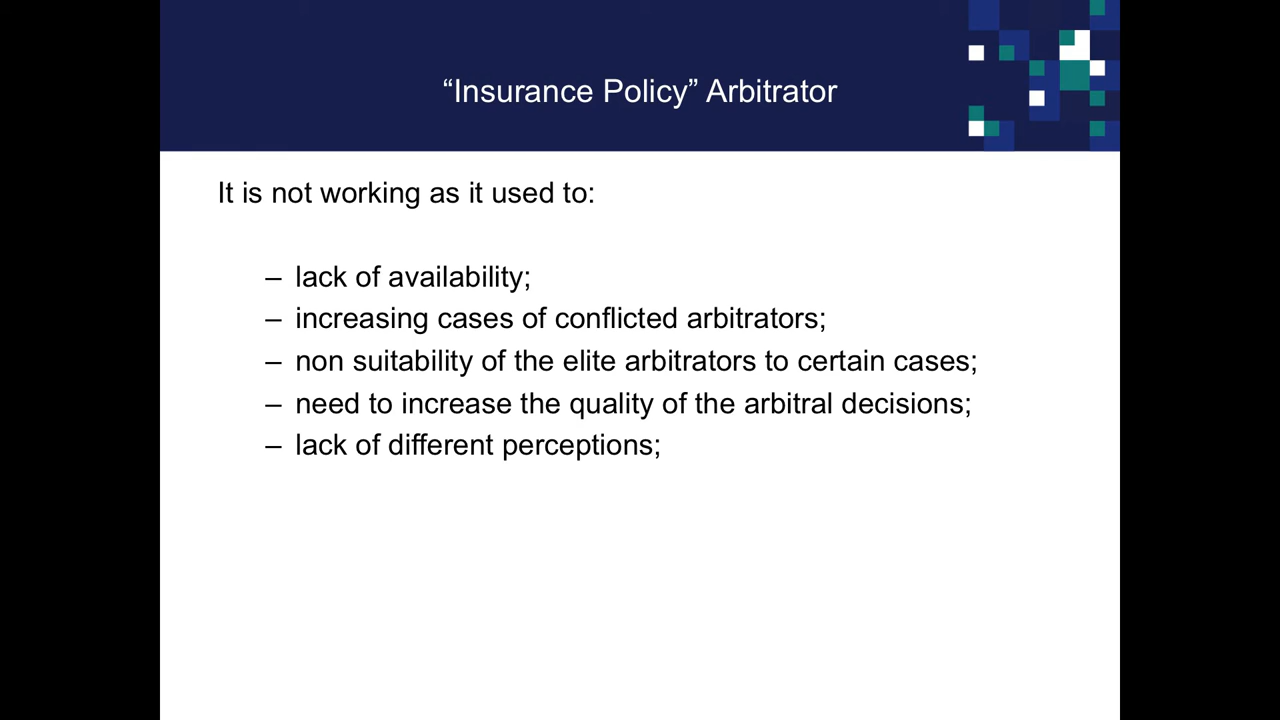 “Insurance Policy” Arbitrator
It is not working as it used to:
– lack of availability;
– increasing cases of conflicted arbitrators;
– non suitability of the elite arbitrators to certain cases;
– need to increase the quality of the arbitral decisions;
– lack of different perceptions;